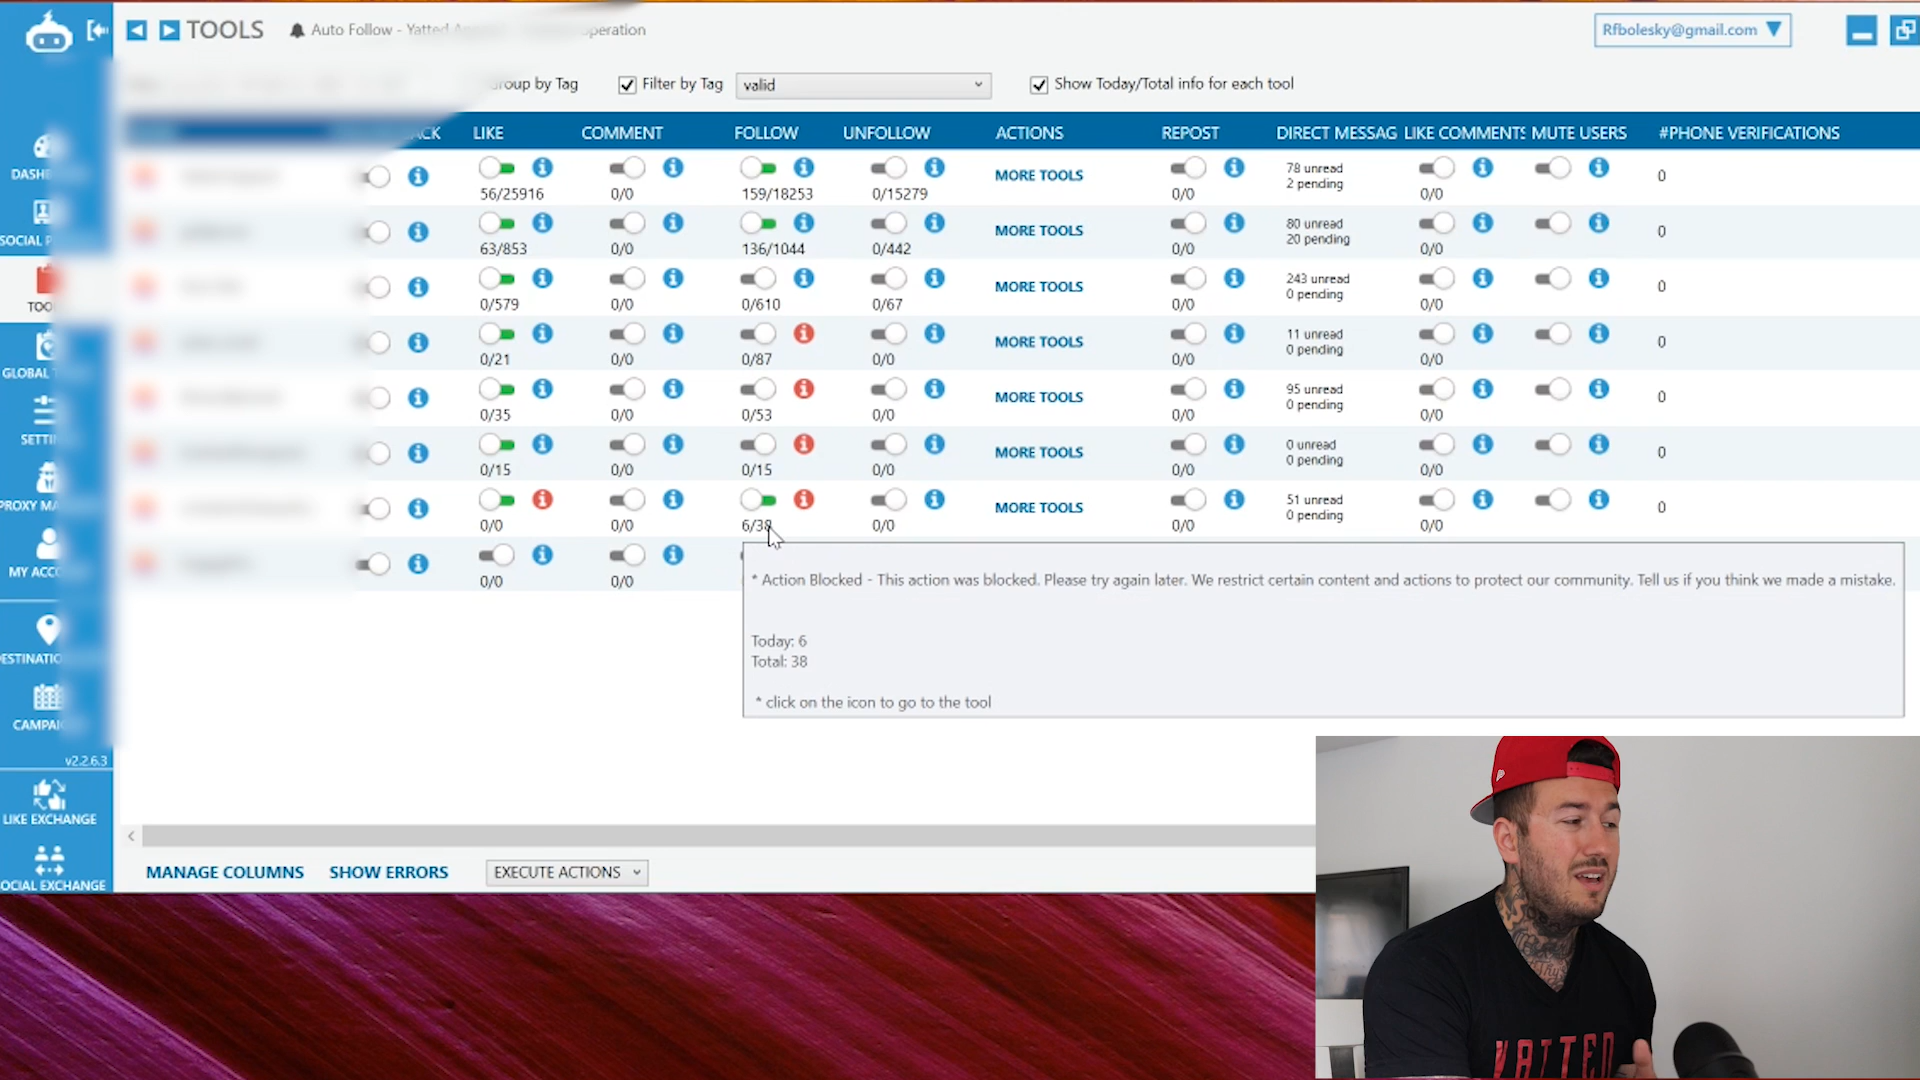 TOOLS
Auto Follow - Yatted
peration
Rfbolesky@gmail.com
roup by Tag
Filter by Tag
valid
Show Today/Total info for each tool
ACK LIKE COMMENT FOLLOW UNFOLLOW ACTIONS REPOST DIRECT MESSAG LIKE COMMENTS MUTE USERS #PHONE VERIFICATIONS
56/25916 0/0 159/18253 0/15279 MORE TOOLS 0/0 78 unread 0/0 0
2 pending
63/853 0/0 136/1044 0/442 MORE TOOLS 0/0 80 unread 0/0 0
20 pending
0/579 0/0 0/610 0/67 MORE TOOLS 0/0 243 unread 0/0 0
0 pending
0/21 0/0 0/87 0/0 MORE TOOLS 0/0 11 unread 0/0 0
0 pending
0/35 0/0 0/53 0/0 MORE TOOLS 0/0 95 unread 0/0 0
0 pending
0/15 0/0 0/15 0/0 MORE TOOLS 0/0 0 unread 0/0 0
0 pending
0/0 0/0 6/38 0/0 MORE TOOLS 0/0 51 unread 0/0 0
0 pending
0/0 0/0
* Action Blocked - This action was blocked. Please try again later. We restrict certain content and actions to protect our community. Tell us if you think we made a mistake.
Today: 6
Total: 38
* click on the icon to go to the tool
DASH
SOCIAL P
TOO
GLOBAL
SETTI
PROXY MA
MY ACC
ESTINATIO
CAMPAI
v2.2.6.3
LIKE EXCHANGE
OCIAL EXCHANGE
MANAGE COLUMNS
SHOW ERRORS
EXECUTE ACTIONS
YATTED